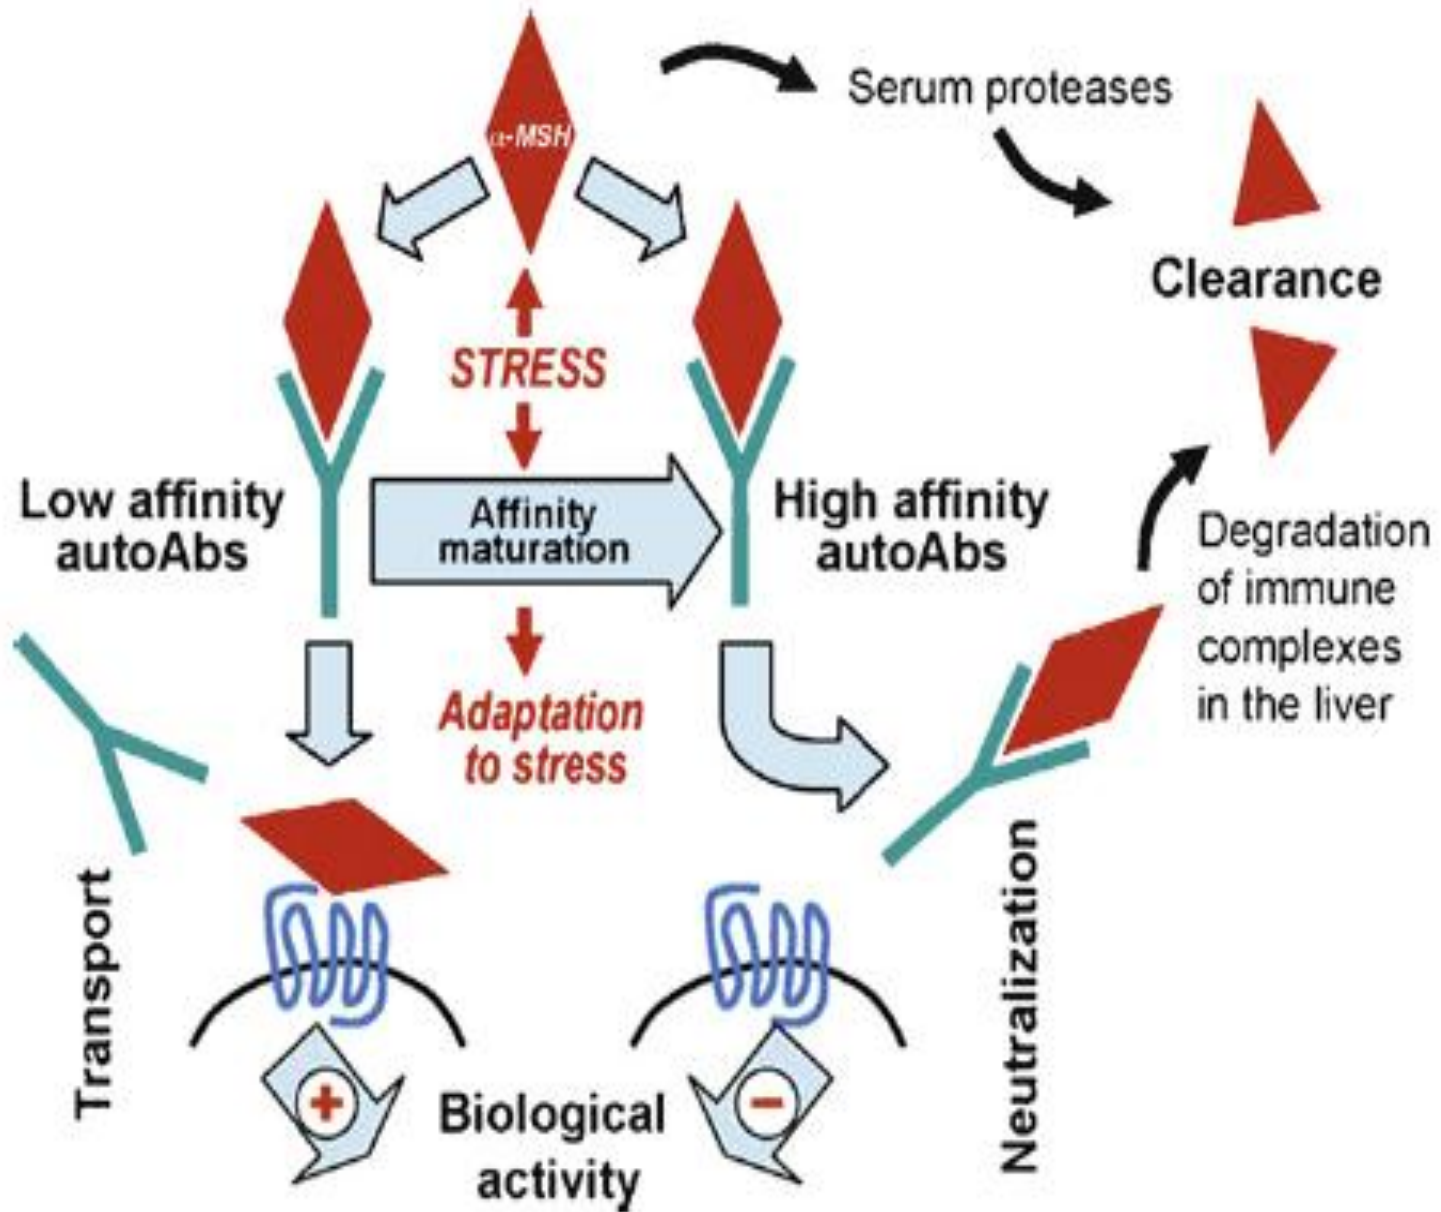 α-MSH
Serum proteases
Clearance
STRESS
Low affinity
autoAbs
Affinity
maturation
High affinity
autoAbs
Degradation
of immune
complexes
in the liver
Adaptation
to stress
Transport
Neutralization
+
−
Biological
activity